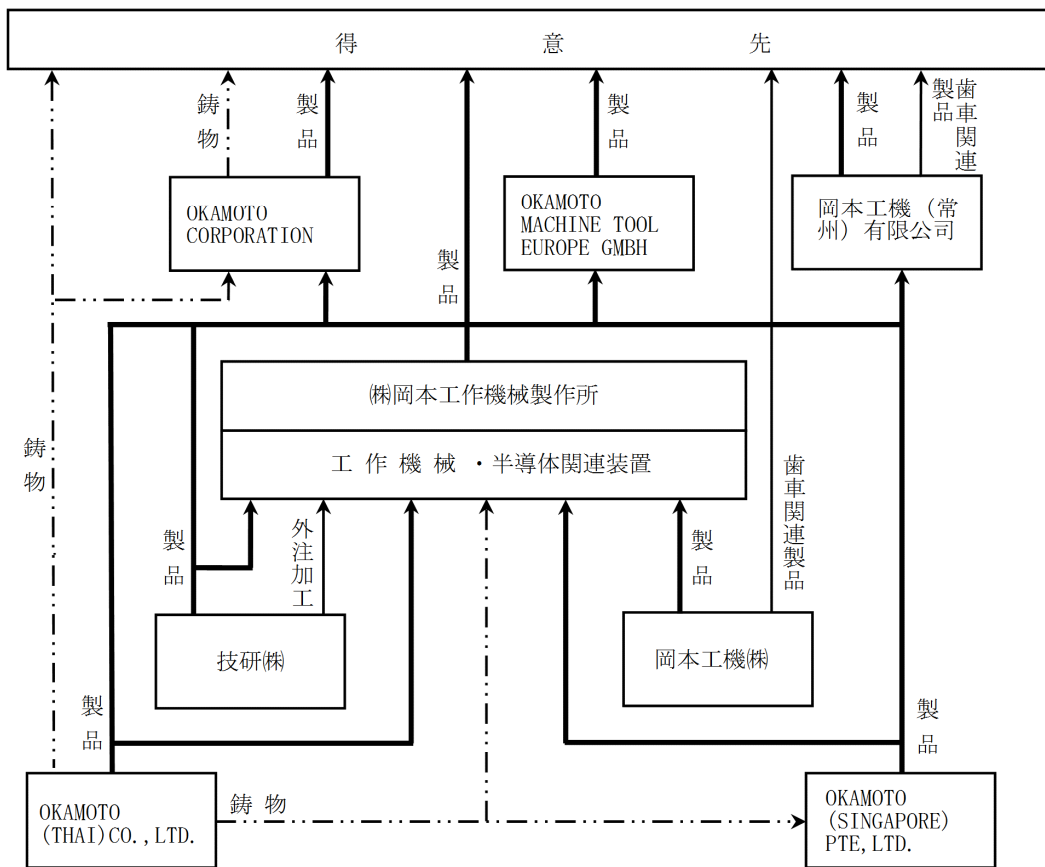 得意先
鋳物
製品
製品
製品
歯車関連
製品
OKAMOTO
CORPORATION
OKAMOTO
MACHINE TOOL
EUROPE GMBH
岡本工機（常
州）有限公司
製品
㈱岡本工作機械製作所
工作機械・半導体関連装置
鋳物
製品
外注加工
製品
歯車関連製品
技研㈱
岡本工機㈱
製品
製品
OKAMOTO
(THAI)CO.,LTD.
鋳物
OKAMOTO
(SINGAPORE)
PTE,LTD.